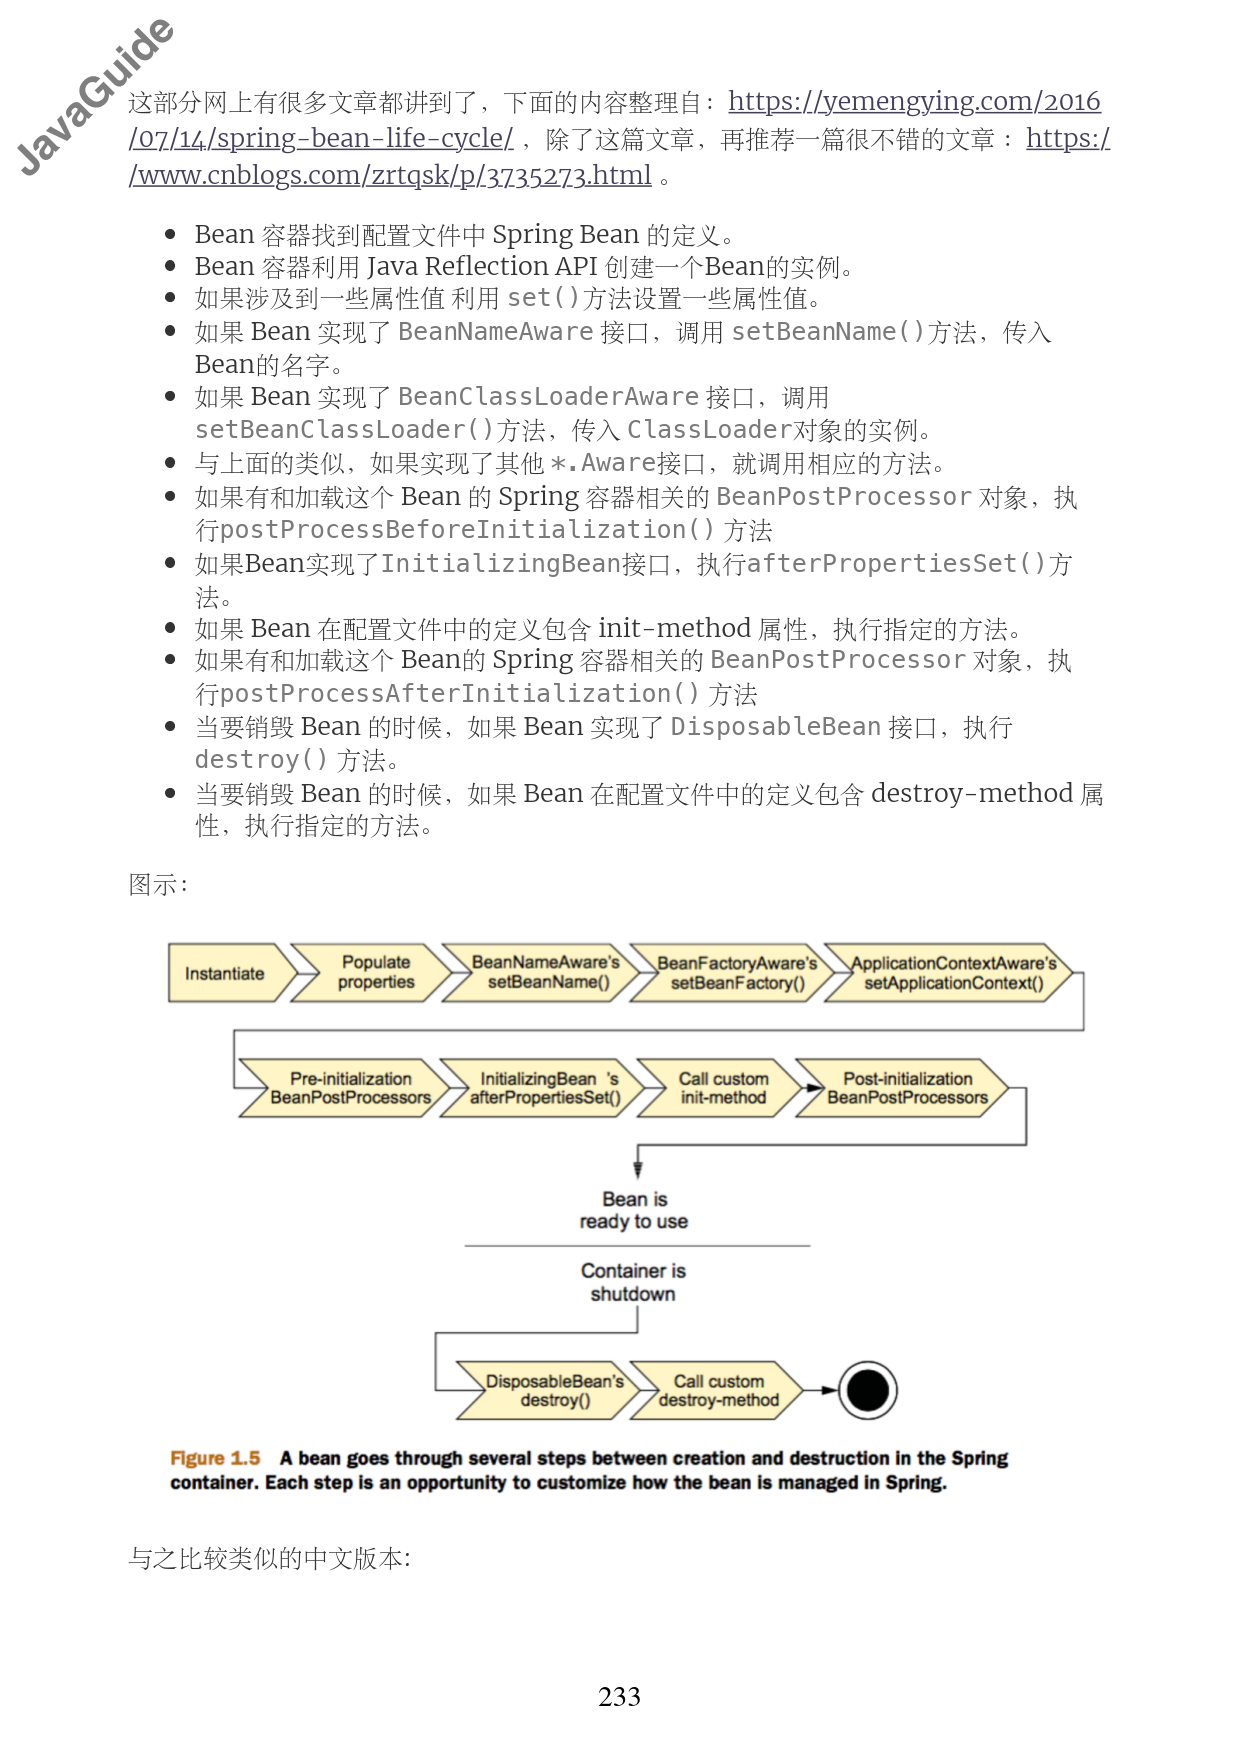 JavaGuide
这部分网上有很多文章都讲到了，下面的内容整理自：https://yemengying.com/2016
/07/14/spring-bean-life-cycle/ ，除了这篇文章，再推荐一篇很不错的文章 ：https:/
/www.cnblogs.com/zrtqsk/p/3735273.html 。
• Bean 容器找到配置文件中 Spring Bean 的定义。
• Bean 容器利用 Java Reflection API 创建一个Bean的实例。
• 如果涉及到一些属性值 利用 set()方法设置一些属性值。
• 如果 Bean 实现了 BeanNameAware 接口，调用 setBeanName()方法，传入
Bean的名字。
• 如果 Bean 实现了 BeanClassLoaderAware 接口，调用
setBeanClassLoader()方法，传入 ClassLoader对象的实例。
• 与上面的类似，如果实现了其他 *.Aware接口，就调用相应的方法。
• 如果有和加载这个 Bean 的 Spring 容器相关的 BeanPostProcessor 对象，执
行postProcessBeforeInitialization() 方法
• 如果Bean实现了InitializingBean接口，执行afterPropertiesSet()方
法。
• 如果 Bean 在配置文件中的定义包含 init-method 属性，执行指定的方法。
• 如果有和加载这个 Bean的 Spring 容器相关的 BeanPostProcessor 对象，执
行postProcessAfterInitialization() 方法
• 当要销毁 Bean 的时候，如果 Bean 实现了 DisposableBean 接口，执行
destroy() 方法。
• 当要销毁 Bean 的时候，如果 Bean 在配置文件中的定义包含 destroy-method 属
性，执行指定的方法。
图示：
Instantiate
Populate
properties
BeanNameAware's
setBeanName()
BeanFactoryAware's
setBeanFactory()
ApplicationContextAware's
setApplicationContext()
Pre-initialization
BeanPostProcessors
InitializingBean 's
afterPropertiesSet()
Call custom
init-method
Post-initialization
BeanPostProcessors
Bean is
ready to use
Container is
shutdown
DisposableBean's
destroy()
Call custom
destroy-method
Figure 1.5 A bean goes through several steps between creation and destruction in the Spring
container. Each step is an opportunity to customize how the bean is managed in Spring.
与之比较类似的中文版本:
233